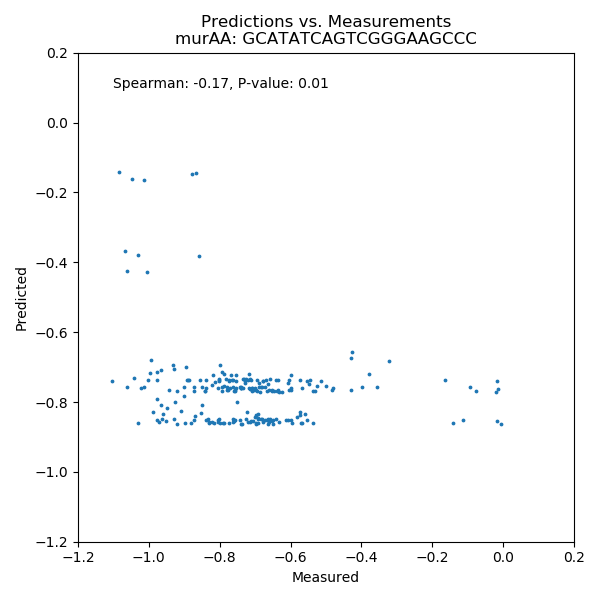 Predictions vs. Measurements
murAA: GCATATCAGTCGGGAAGCCC
0.2
Spearman: -0.17, P-value: 0.01
0.0
−0.2
−0.4
Predicted
−0.6
−0.8
−1.0
−1.2
−1.2 −1.0 −0.8 −0.6 −0.4 −0.2 0.0 0.2
Measured